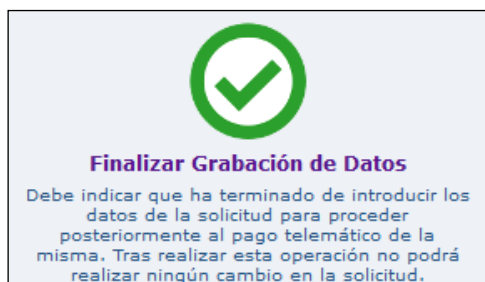 Finalizar Grabación de Datos
Debe indicar que ha terminado de introducir los
datos de la solicitud para proceder
posteriormente al pago telemático de la
misma. Tras realizar esta operación no podrá
realizar ningún cambio en la solicitud.